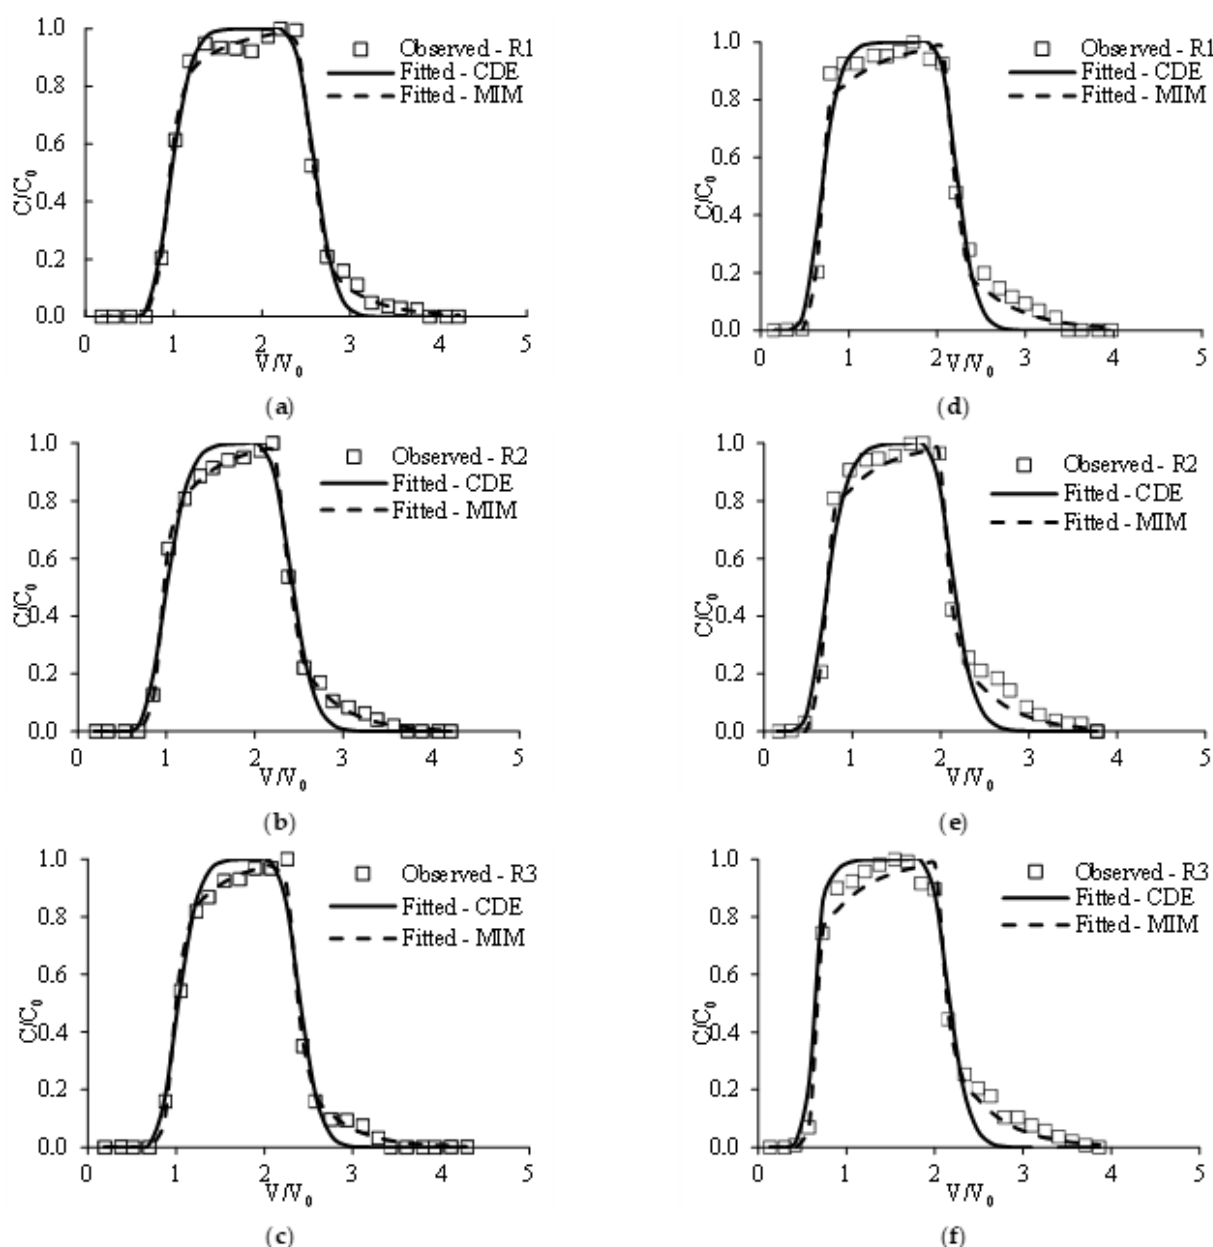 1.0
0.8
0.6
0.4
0.2
0.0
C/C0
Observed - R1
Fitted - CDE
Fitted - MIM
0 1 2 3 4 5
V/V0
(a)
1.0
0.8
0.6
0.4
0.2
0.0
C/C0
Observed - R1
Fitted - CDE
Fitted - MIM
0 1 2 3 4 5
V/V0
(d)
1.0
0.8
0.6
0.4
0.2
0.0
C/C0
Observed - R2
Fitted - CDE
Fitted - MIM
0 1 2 3 4 5
V/V0
(b)
1.0
0.8
0.6
0.4
0.2
0.0
C/C0
Observed - R2
Fitted - CDE
Fitted - MIM
0 1 2 3 4 5
V/V0
(e)
1.0
0.8
0.6
0.4
0.2
0.0
C/C0
Observed - R3
Fitted - CDE
Fitted - MIM
0 1 2 3 4 5
V/V0
(c)
1.0
0.8
0.6
0.4
0.2
0.0
C/C0
Observed - R3
Fitted - CDE
Fitted - MIM
0 1 2 3 4 5
V/V0
(f)